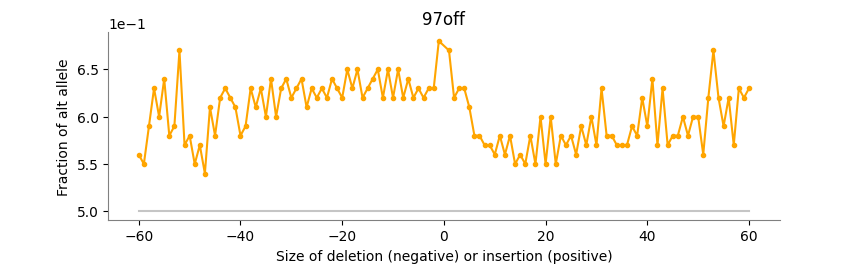 97off
1e−1
Fraction of alt allele
6.5
6.0
5.5
5.0
−60 −40 −20 0 20 40 60
Size of deletion (negative) or insertion (positive)